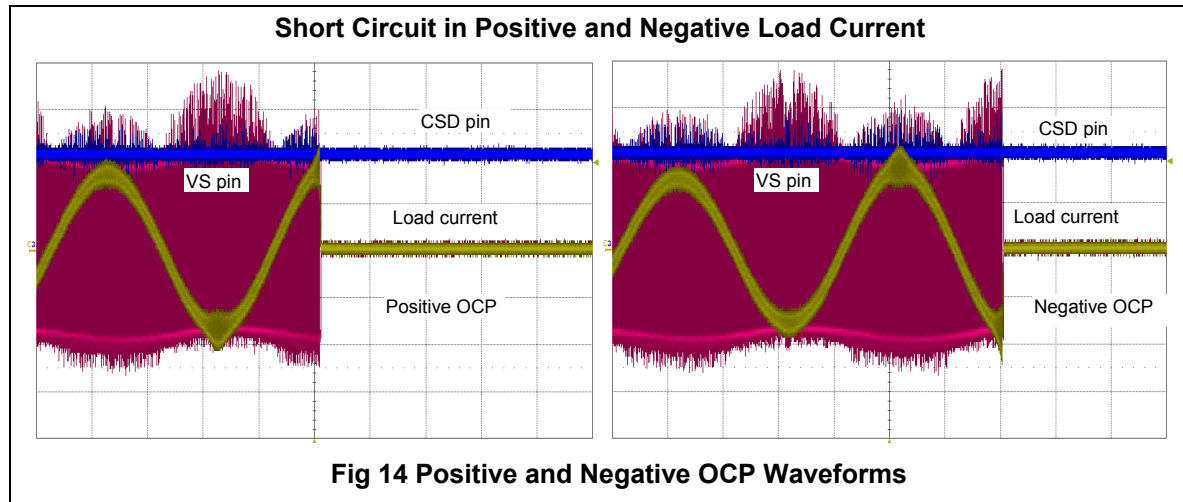 Short Circuit in Positive and Negative Load Current
CSD pin
VS pin
Load current
Positive OCP
CSD pin
VS pin
Load current
Negative OCP
Fig 14 Positive and Negative OCP Waveforms